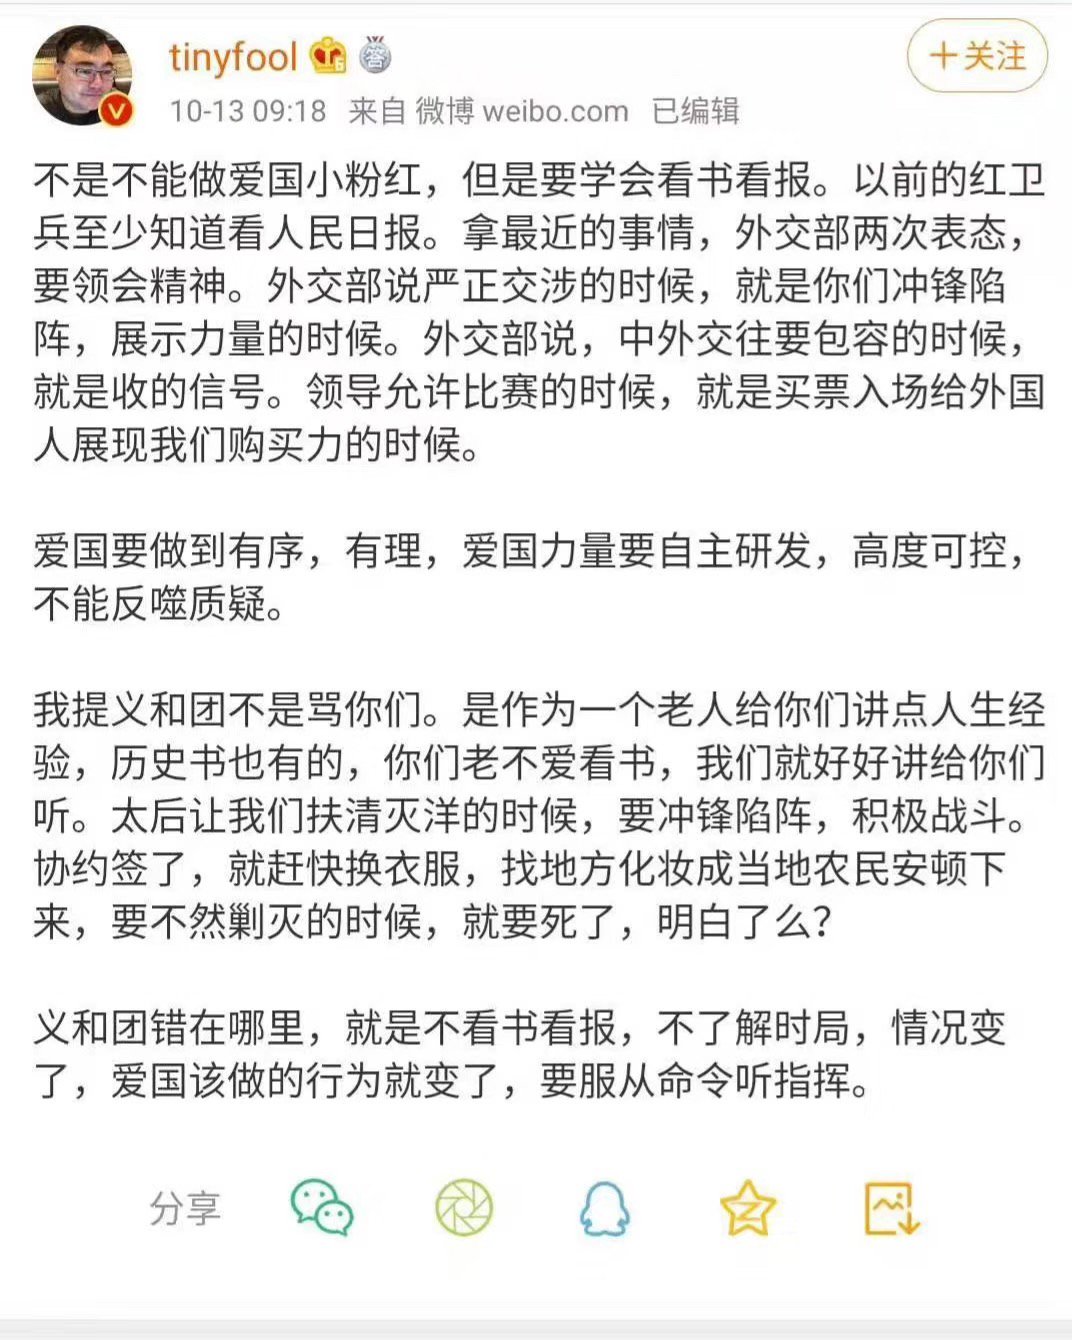 tinyfool 6 答
+关注
10-13 09:18 来自 微博 weibo.com 已编辑
不是不能做爱国小粉红，但是要学会看书看报。以前的红卫
兵至少知道看人民日报。拿最近的事情，外交部两次表态，
要领会精神。外交部说严正交涉的时候，就是你们冲锋陷
阵，展示力量的时候。外交部说，中外交往要包容的时候，
就是收的信号。领导允许比赛的时候，就是买票入场给外国
人展现我们购买力的时候。
爱国要做到有序，有理，爱国力量要自主研发，高度可控，
不能反噬质疑。
我提义和团不是骂你们。是作为一个老人给你们讲点人生经
验，历史书也有的，你们老不爱看书，我们就好好讲给你们
听。太后让我们扶清灭洋的时候，要冲锋陷阵，积极战斗。
协约签了，就赶快换衣服，找地方化妆成当地农民安顿下
来，要不然剿灭的时候，就要死了，明白了么？
义和团错在哪里，就是不看书看报，不了解时局，情况变
了，爱国该做的行为就变了，要服从命令听指挥。
分享